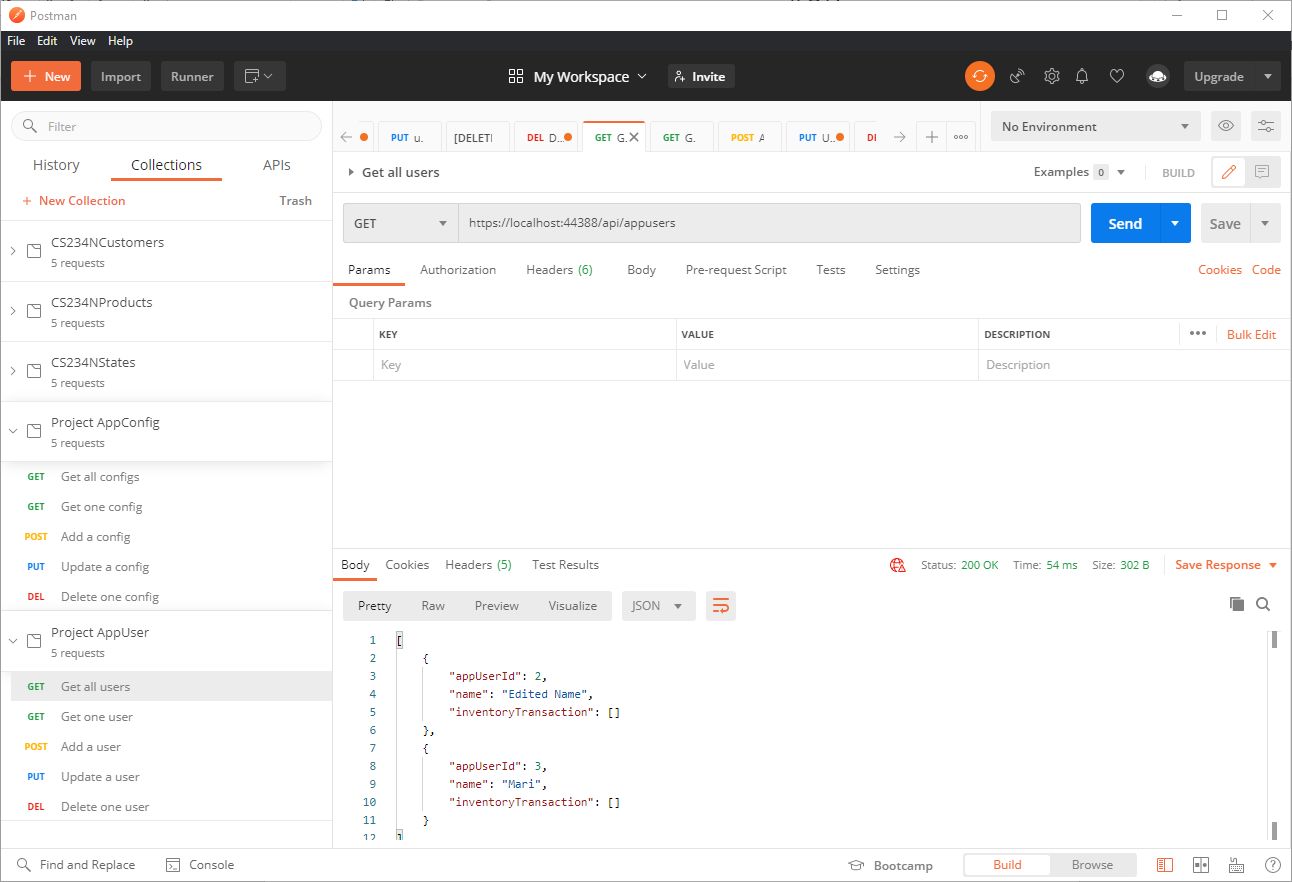 Postman
File Edit View Help
New Import Runner My Workspace Invite Upgrade
Filter
History Collections APIs
New Collection Trash
CS234NCustomers
5 requests
CS234NProducts
5 requests
CS234NStates
5 requests
Project AppConfig
5 requests
GET Get all configs
GET Get one config
POST Add a config
PUT Update a config
DEL Delete one config
Project AppUser
5 requests
GET Get all users
GET Get one user
POST Add a user
PUT Update a user
DEL Delete one user
PUT u. [DELETI DEL D... GET G. GET G. POST A PUT U.. DI No Environment
Get all users Examples 0 BUILD
GET https://localhost:44388/api/appusers Send Save
Params Authorization Headers (6) Body Pre-request Script Tests Settings Cookies Code
Query Params
KEY VALUE DESCRIPTION ••• Bulk Edit
Key Value Description
Body Cookies Headers (5) Test Results Status: 200 OK Time: 54 ms Size: 302 B Save Response
Pretty Raw Preview Visualize JSON
1 [
2 {
3 "appUserId": 2,
4 "name": "Edited Name",
5 "inventoryTransaction": []
6 },
7 {
8 "appUserId": 3,
9 "name": "Mari",
10 "inventoryTransaction": []
11 }
12 ]
Find and Replace Console Bootcamp Build Browse